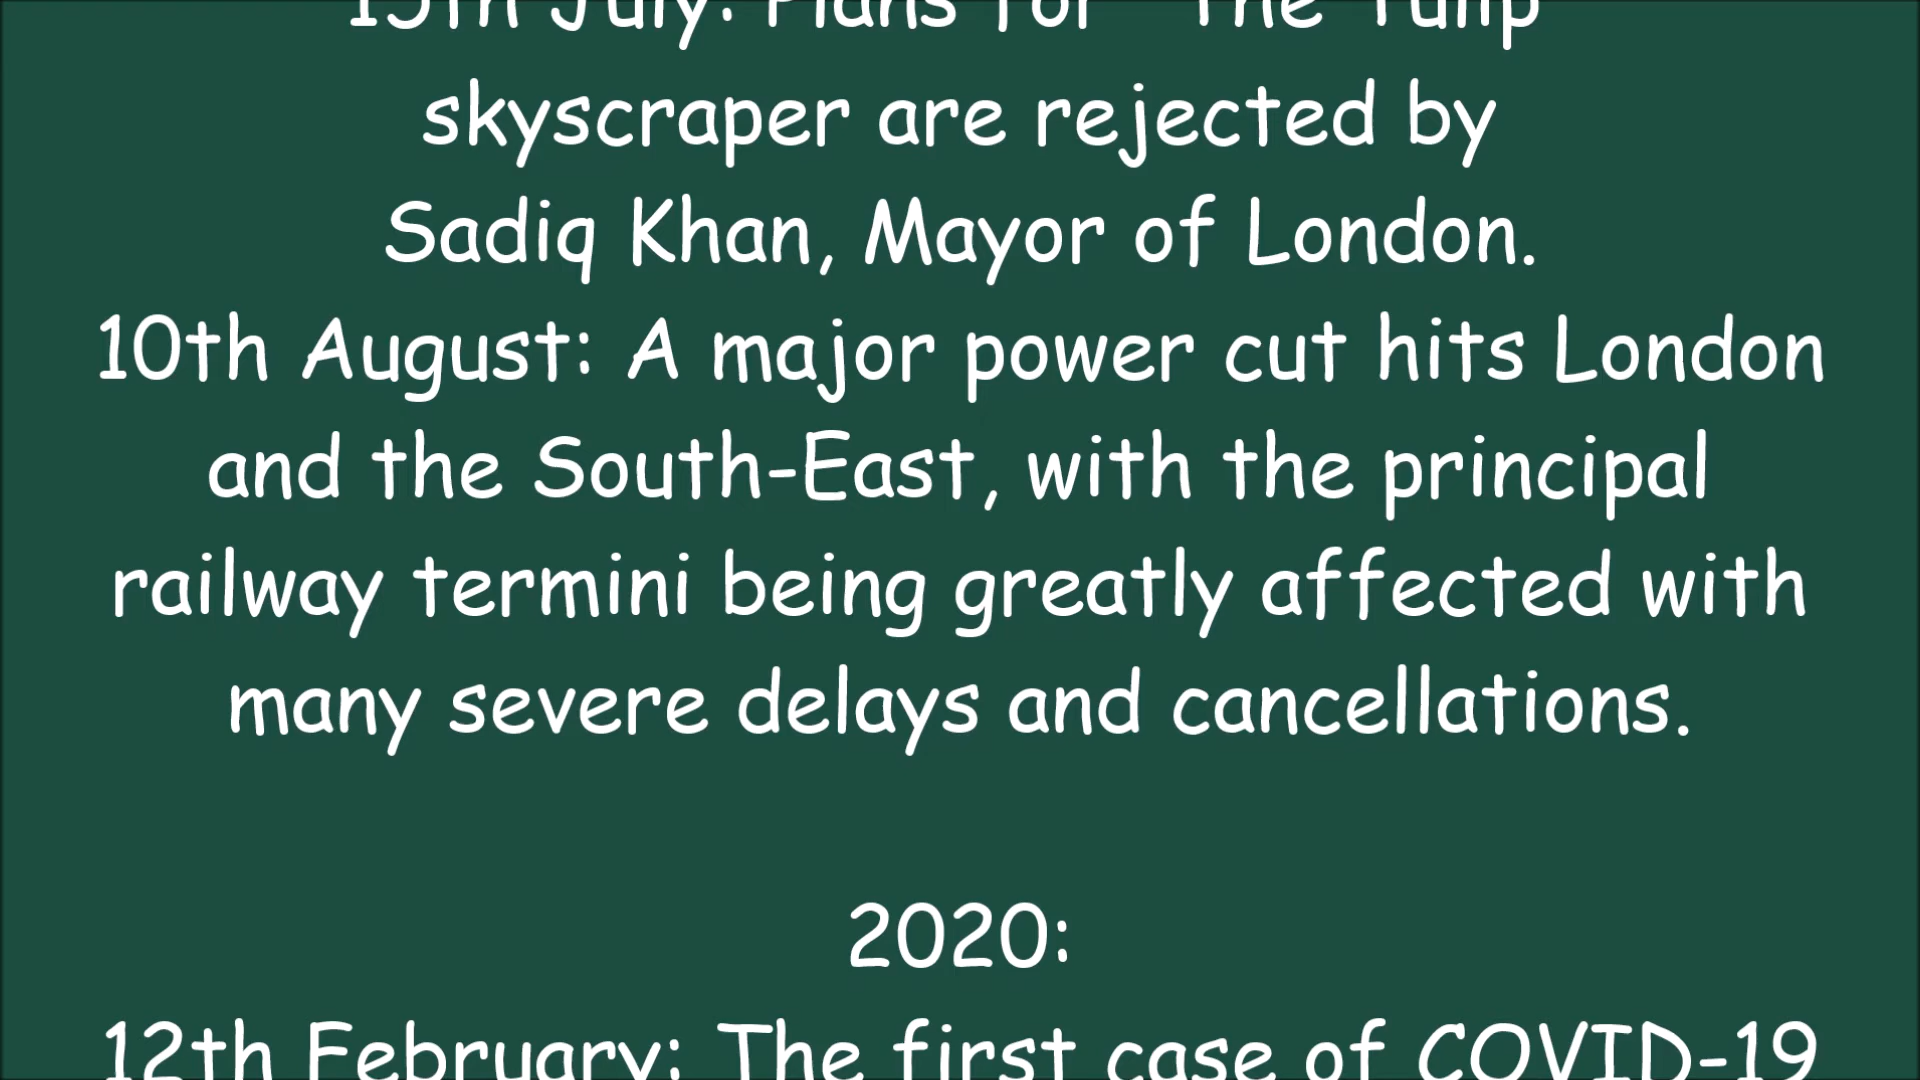 15th July: Plans for "The Tulip"
skyscraper are rejected by
Sadiq Khan, Mayor of London.
10th August: A major power cut hits London
and the South-East, with the principal
railway termini being greatly affected with
many severe delays and cancellations.
2020:
12th February: The first case of COVID-19